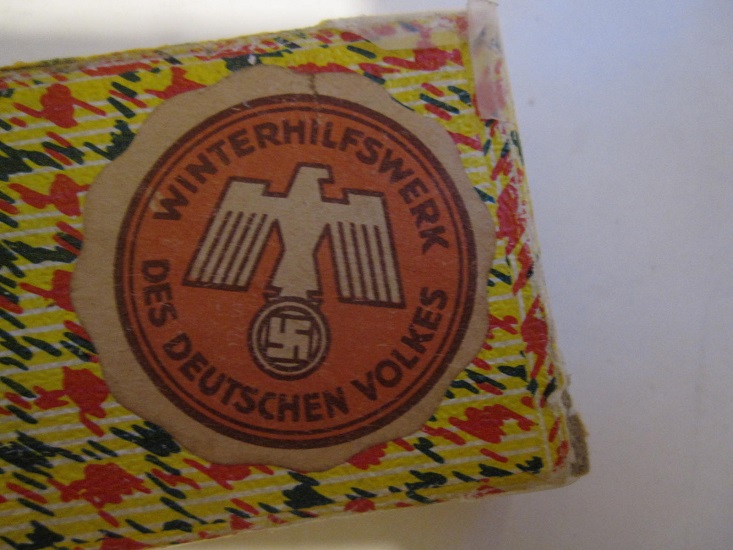 WINTERHILFSWERK
DES DEUTSCHEN VOLKES